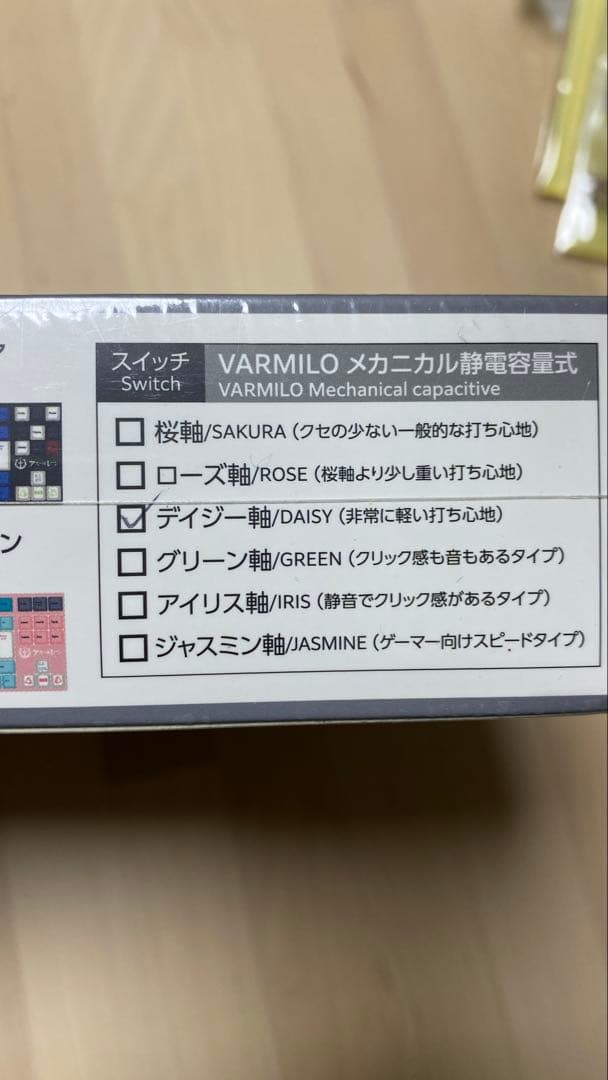 スイッチ
Switch
VARMILO メカニカル静電容量式
VARMILO Mechanical capacitive
桜軸/SAKURA（クセの少ない一般的な打ち心地）
ローズ軸/ROSE（桜軸より少し重い打ち心地）
デイジー軸/DAISY（非常に軽い打ち心地）
グリーン軸/GREEN（クリック感も音もあるタイプ）
アイリス軸/IRIS（静音でクリック感があるタイプ）
ジャスミン軸/JASMINE（ゲーマー向けスピードタイプ）
ン